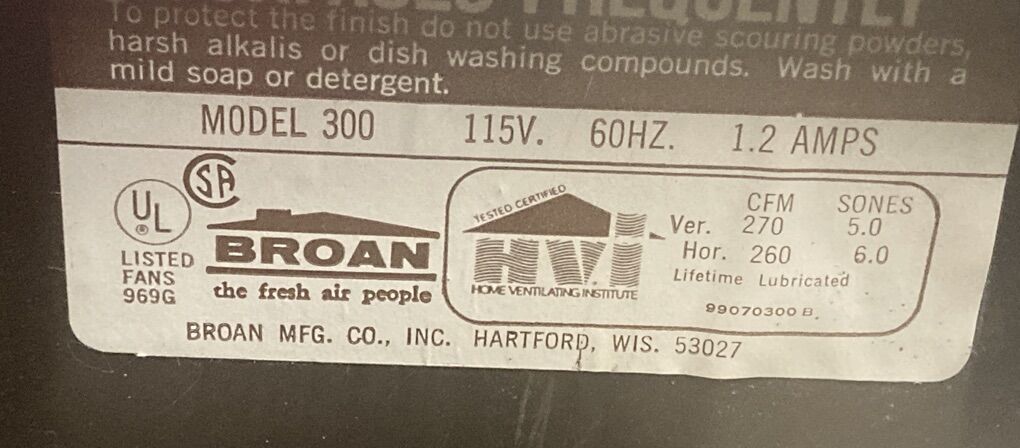 FREQUENTLY
To protect the finish do not use abrasive scouring powders,
harsh alkalis or dish washing compounds. Wash with a
mild soap or detergent.
MODEL 300 115V. 60HZ. 1.2 AMPS
UL
®
LISTED
FANS
969G
SA
BROAN
the fresh air people
TESTED CERTIFIED
HVI
HOME VENTILATING INSTITUTE
CFM SONES
Ver. 270 5.0
Hor. 260 6.0
Lifetime Lubricated
99070300 B.
BROAN MFG. CO., INC. HARTFORD, WIS. 53027